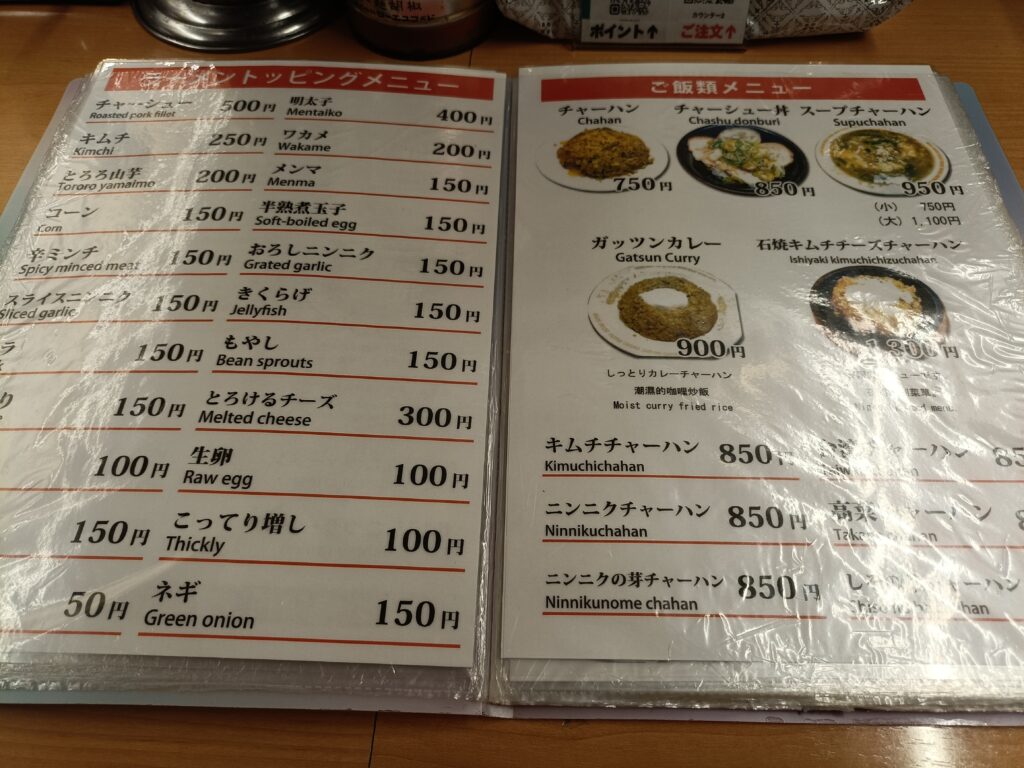 ポイント↑
ご注文↑
トッピングメニュー
チャーシュー 500円
Roasted pork fillet
キムチ 250円
Kimchi
とろろ山芋 200円
Tororo yamaimo
コーン 150円
Corn
辛ミンチ 150円
Spicy minced meat
スライスニンニク 150円
Sliced garlic
150円
150円
100円
150円
50円
明太子 400円
Mentaiko
ワカメ 200円
Wakame
メンマ 150円
Menma
半熟煮玉子 150円
Soft-boiled egg
おろしニンニク 150円
Grated garlic
きくらげ 150円
Jellyfish
もやし 150円
Bean sprouts
とろけるチーズ 300円
Melted cheese
生卵 100円
Raw egg
こってり増し 100円
Thickly
ネギ 150円
Green onion
ご飯類メニュー
チャーハン
Chahan
750円
チャーシュー丼
Chashu donburi
850円
スープチャーハン
Supuchahan
950円
（小） 750円
（大）1,100円
ガッツンカレー
Gatsun Curry
900円
しっとりカレーチャーハン
潮濕的咖喱炒飯
Moist curry fried rice
石焼キムチチーズチャーハン
Ishiyaki kimuchichizuchahan
1,300円
キムチチャーハン 850円
Kimuchichahan
ニンニクチャーハン 850円
Ninnikuchahan
ニンニクの芽チャーハン 850円
Ninnikunome chahan